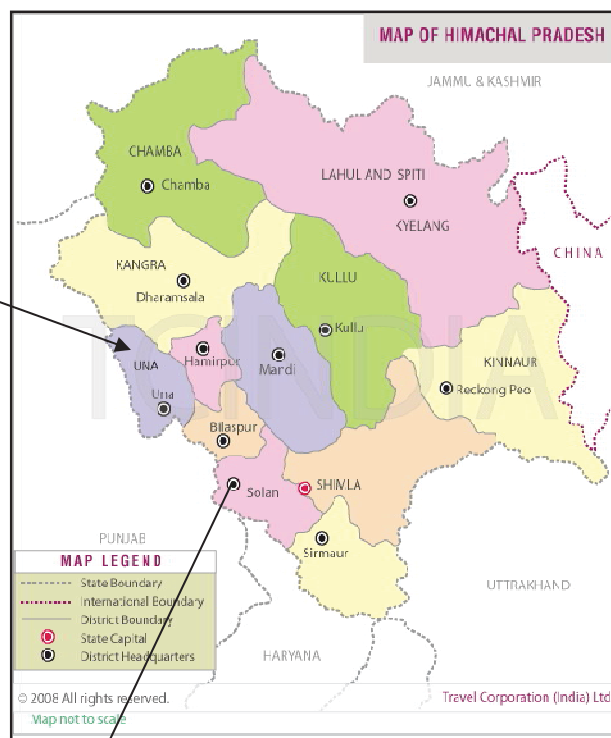 MAP OF HIMACHAL PRADESH
JAMMU & KASHMIR
CHAMBA
Chamba
LAHUL AND SPITI
KYELANG
CHINA
KANGRA
Dharamsala
KULLU
Kullu
TCINDIA
UNA
Una
Hamirpur
Mardi
KINNAUR
Reckong Peo
Bilaspur
Solan
SHIMLA
Sirmaur
PUNJAB
UTTRAKHAND
HARYANA
MAP LEGEND
State Boundary
International Boundary
District Boundary
State Capital
District Headquarters
© 2008 All rights reserved.
Travel Corporation (India) Ltd
Map not to scale